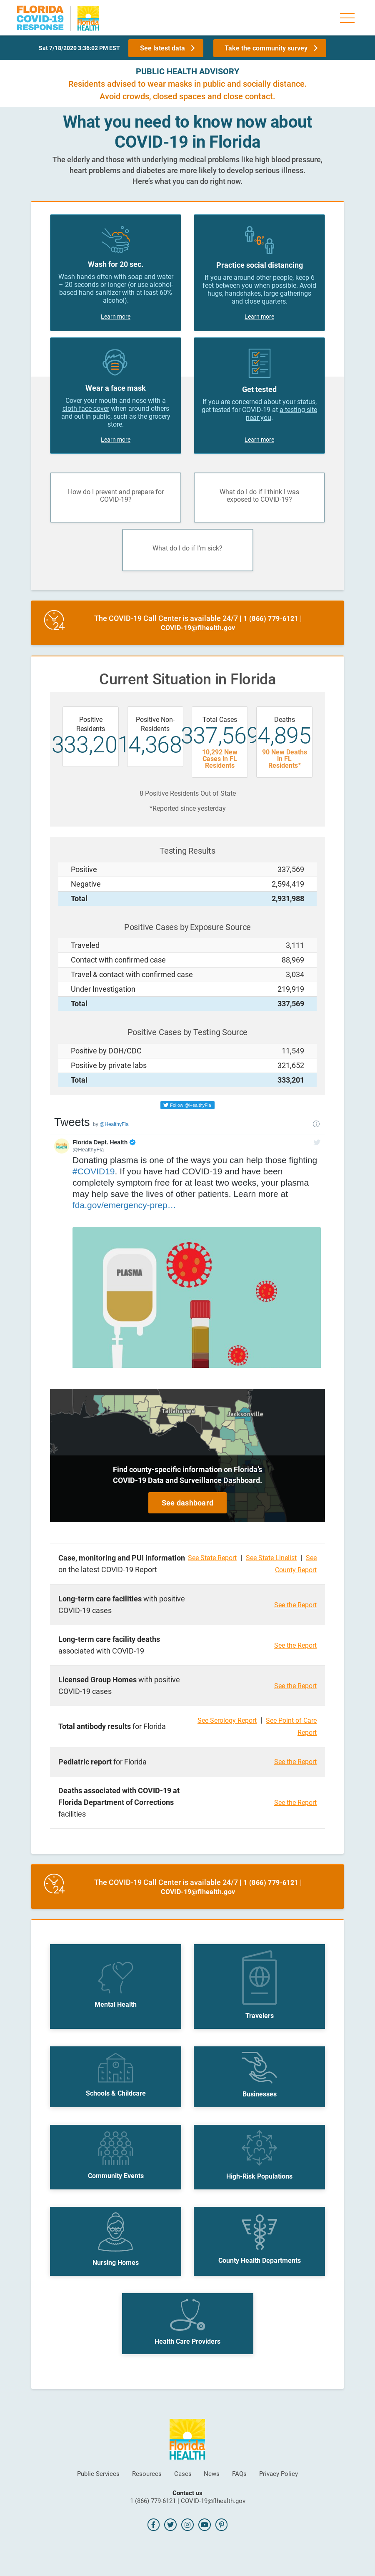 FLORIDA
COVID-19
RESPONSE
Florida
HEALTH
Sat 7/18/2020 3:36:02 PM EST
See latest data
Take the community survey
PUBLIC HEALTH ADVISORY
Residents advised to wear masks in public and socially distance.
Avoid crowds, closed spaces and close contact.
What you need to know now about
COVID-19 in Florida
The elderly and those with underlying medical problems like high blood pressure,
heart problems and diabetes are more likely to develop serious illness.
Here's what you can do right now.
Wash for 20 sec.
Wash hands often with soap and water
– 20 seconds or longer (or use alcohol-
based hand sanitizer with at least 60%
alcohol).
Learn more
Practice social distancing
If you are around other people, keep 6
feet between you when possible. Avoid
hugs, handshakes, large gatherings
and close quarters.
Learn more
Wear a face mask
Cover your mouth and nose with a
cloth face cover when around others
and out in public, such as the grocery
store.
Learn more
Get tested
If you are concerned about your status,
get tested for COVID-19 at a testing site
near you.
Learn more
How do I prevent and prepare for
COVID-19?
What do I do if I think I was
exposed to COVID-19?
What do I do if I'm sick?
24
The COVID-19 Call Center is available 24/7 | 1 (866) 779-6121 |
COVID-19@flhealth.gov
Current Situation in Florida
Positive
Residents
333,201
Positive Non-
Residents
4,368
Total Cases
337,569
10,292 New
Cases in FL
Residents
Deaths
4,895
90 New Deaths
in FL
Residents*
8 Positive Residents Out of State
*Reported since yesterday
Testing Results
Positive 337,569
Negative 2,594,419
Total 2,931,988
Positive Cases by Exposure Source
Traveled 3,111
Contact with confirmed case 88,969
Travel & contact with confirmed case 3,034
Under Investigation 219,919
Total 337,569
Positive Cases by Testing Source
Positive by DOH/CDC 11,549
Positive by private labs 321,652
Total 333,201
Follow @HealthyFla
Tweets by @HealthyFla
Florida Dept. Health
@HealthyFla
Donating plasma is one of the ways you can help those fighting
#COVID19. If you have had COVID-19 and have been
completely symptom free for at least two weeks, your plasma
may help save the lives of other patients. Learn more at
fda.gov/emergency-prep…
PLASMA
Tallahassee
Jacksonville
Find county-specific information on Florida's
COVID-19 Data and Surveillance Dashboard.
See dashboard
Case, monitoring and PUI information
on the latest COVID-19 Report
See State Report | See State Linelist | See
County Report
Long-term care facilities with positive
COVID-19 cases
See the Report
Long-term care facility deaths
associated with COVID-19
See the Report
Licensed Group Homes with positive
COVID-19 cases
See the Report
Total antibody results for Florida
See Serology Report | See Point-of-Care
Report
Pediatric report for Florida
See the Report
Deaths associated with COVID-19 at
Florida Department of Corrections
facilities
See the Report
24
The COVID-19 Call Center is available 24/7 | 1 (866) 779-6121 |
COVID-19@flhealth.gov
Mental Health
Travelers
Schools & Childcare
Businesses
Community Events
High-Risk Populations
Nursing Homes
County Health Departments
Health Care Providers
Florida
HEALTH
Public Services
Resources
Cases
News
FAQs
Privacy Policy
Contact us
1 (866) 779-6121 | COVID-19@flhealth.gov